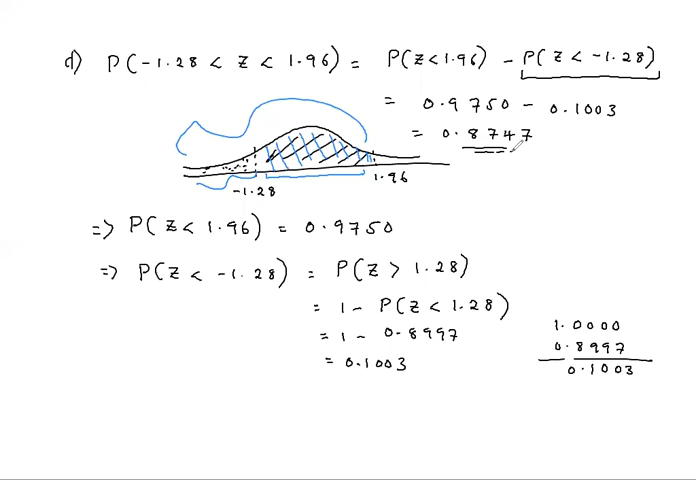 d) P(-1.28 < Z < 1.96) = P(Z<1.96) - P(Z < -1.28)
= 0.9750 - 0.1003
= 0.8747
-1.28
1.96
=> P(Z < 1.96) = 0.9750
=> P(Z < -1.28) = P(Z > 1.28)
= 1 - P(Z < 1.28)
= 1 - 0.8997
= 0.1003
1.0000
0.8997
0.1003